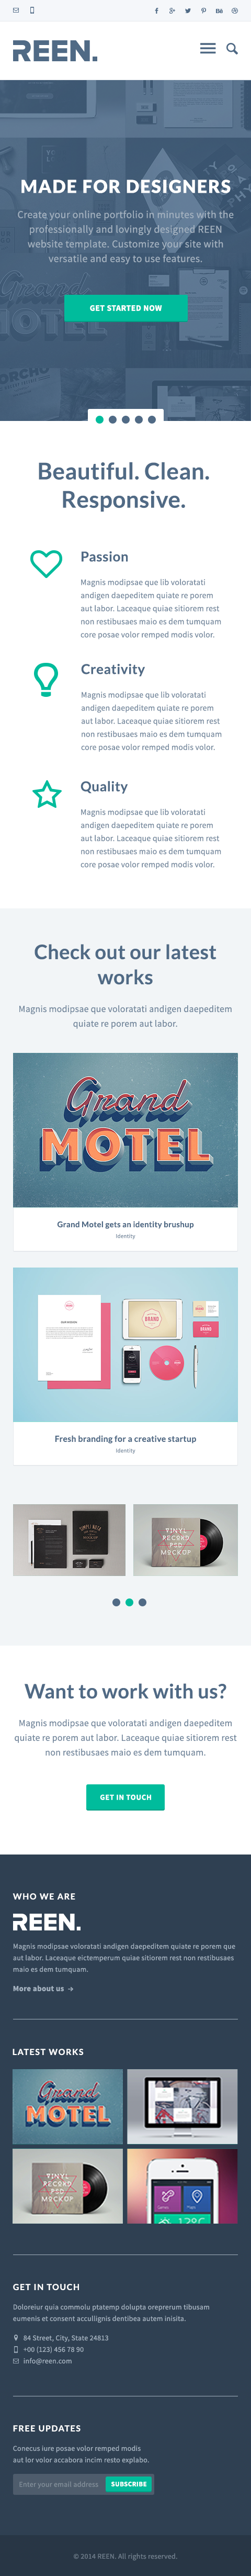 REEN.
MADE FOR DESIGNERS
Create your online portfolio in minutes with the
professionally and lovingly designed REEN
website template. Customize your site with
versatile and easy to use features.
GET STARTED NOW
Beautiful. Clean.
Responsive.
Passion
Magnis modipsae que lib voloratati
andigen daepeditem quiate re porem
aut labor. Laceaque quiae sitiorem rest
non restibusaes maio es dem tumquam
core posae volor remped modis volor.
Creativity
Magnis modipsae que lib voloratati
andigen daepeditem quiate re porem
aut labor. Laceaque quiae sitiorem rest
non restibusaes maio es dem tumquam
core posae volor remped modis volor.
Quality
Magnis modipsae que lib voloratati
andigen daepeditem quiate re porem
aut labor. Laceaque quiae sitiorem rest
non restibusaes maio es dem tumquam
core posae volor remped modis volor.
Check out our latest
works
Magnis modipsae que voloratati andigen daepeditem
quiate re porem aut labor.
Grand
MOTEL
Grand Motel gets an identity brushup
Identity
BRAND
Fresh branding for a creative startup
Identity
VINYL
RECORD
PSD
MOCKUP
Want to work with us?
Magnis modipsae que voloratati andigen daepeditem
quiate re porem aut labor. Laceaque quiae sitiorem rest
non restibusaes maio es dem tumquam.
GET IN TOUCH
WHO WE ARE
REEN.
Magnis modipsae voloratati andigen daepeditem quiate re porem que
aut labor. Laceaque eictemperum quiae sitiorem rest non restibusaes
maio es dem tumquam.
More about us →
LATEST WORKS
Grand
MOTEL
VINYL
RECORD
PSD
MOCKUP
GET IN TOUCH
Doloreiur quia commolu ptatemp dolupta oreprerum tibusam
eumenis et consent accullignis dentibea autem inisita.
84 Street, City, State 24813
+00 (123) 456 78 90
info@reen.com
FREE UPDATES
Conecus iure posae volor remped modis
aut lor volor accabora incim resto explabo.
Enter your email address
SUBSCRIBE
© 2014 REEN. All rights reserved.